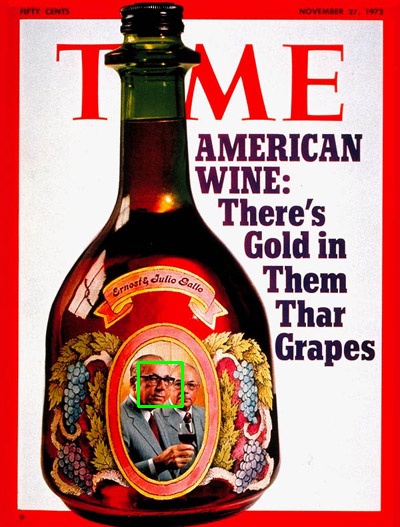 FIFTY CENTS
NOVEMBER 27, 1972
TIME
AMERICAN
WINE:
There's
Gold in
Them
Thar
Grapes
Ernest & Julio Gallo